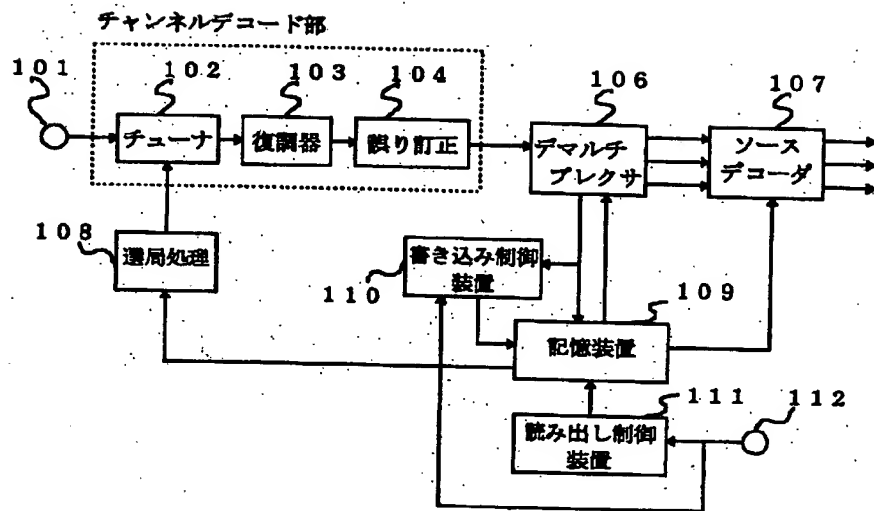 チャンネルデコード部
101
102
103
104
106
107
チューナ
復調器
誤り訂正
デマルチ
プレクサ
ソース
デコーダ
108
選局処理
書き込み制御
装置
110
109
記憶装置
111
112
読み出し制御
装置